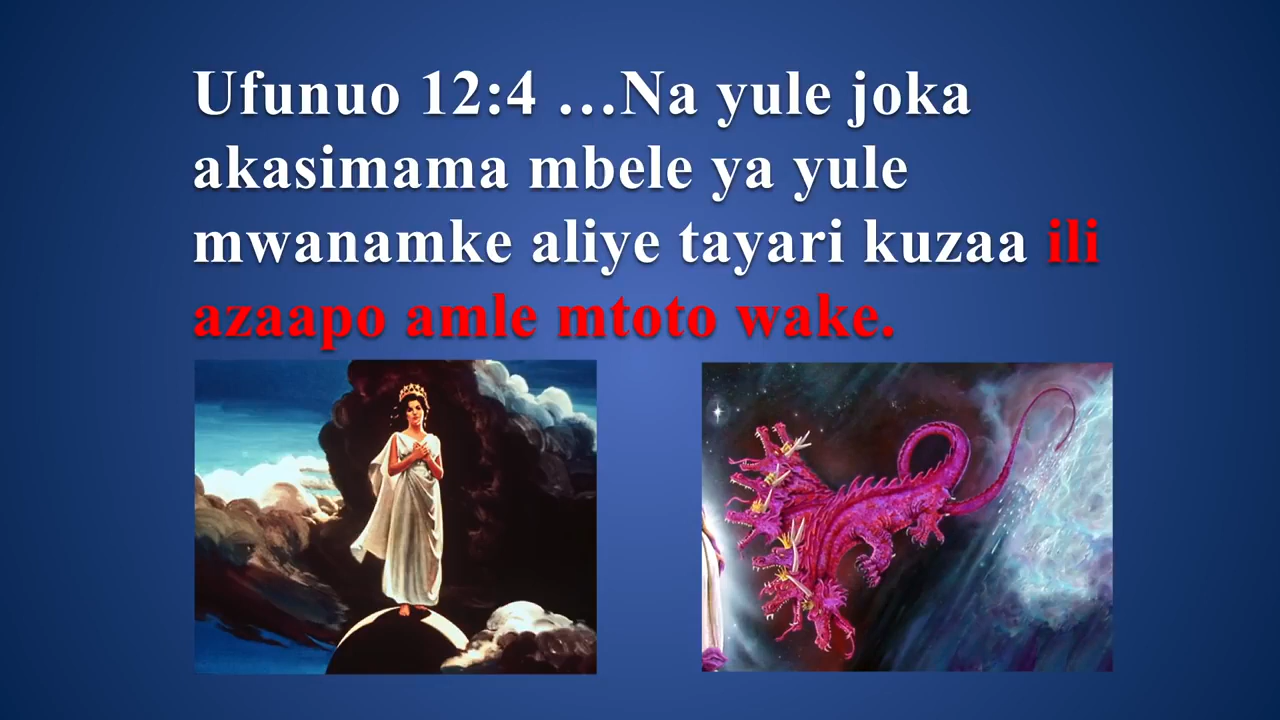 Ufunuo 12:4 …Na yule joka
akasimama mbele ya yule
mwanamke aliye tayari kuzaa ili
azaapo amle mtoto wake.